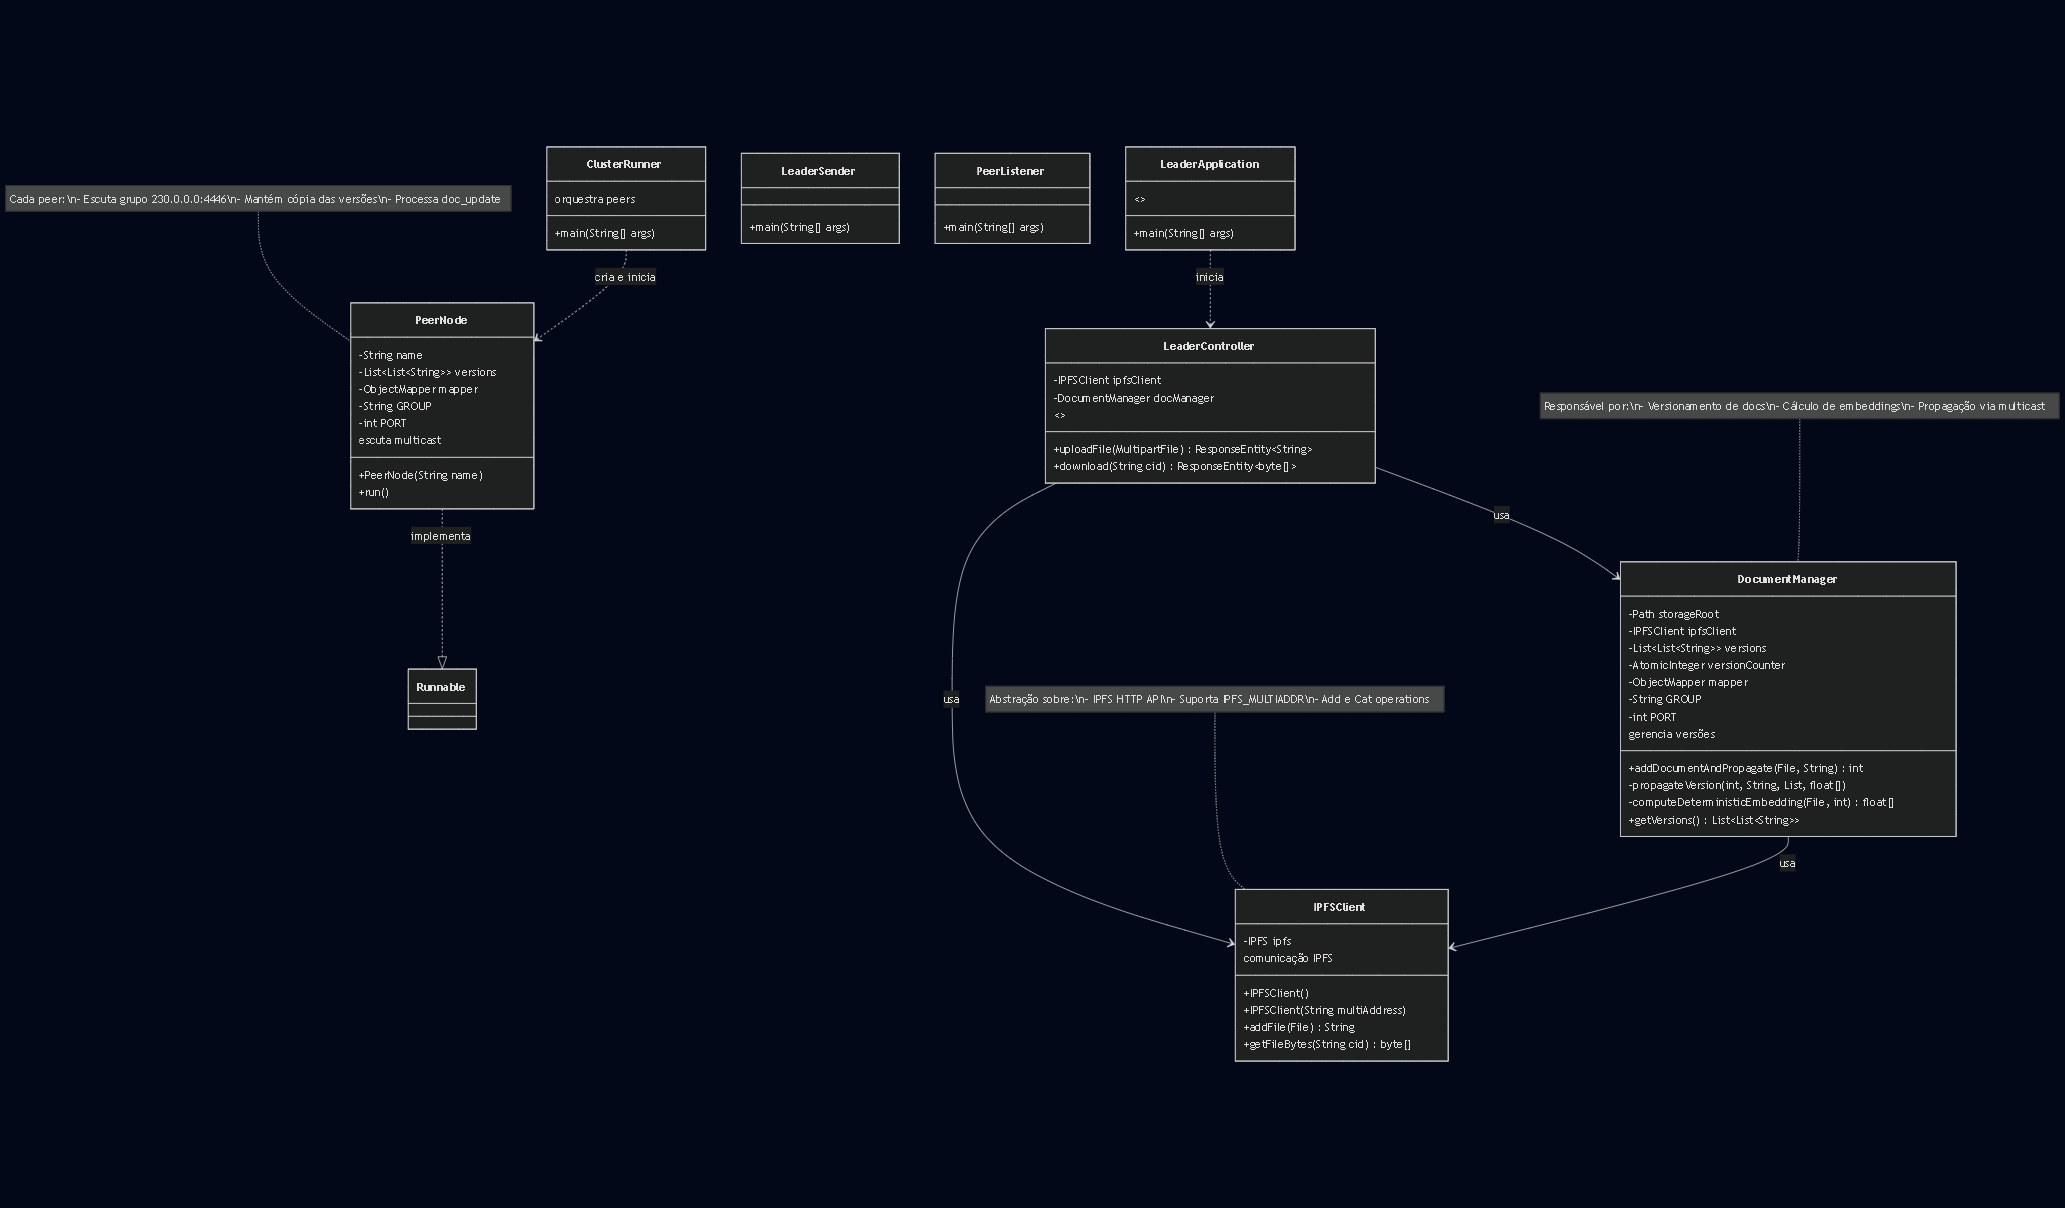 Cada peer:\n- Escuta grupo 230.0.0.0:4446\n- Mantém cópia das versões\n- Processa doc_update
ClusterRunner
orquestra peers
+main(String[] args)
LeaderSender
+main(String[] args)
PeerListener
+main(String[] args)
LeaderApplication
<>
+main(String[] args)
cria e inicia
inicia
PeerNode
-String name
-List<List<String>> versions
-ObjectMapper mapper
-String GROUP
-int PORT
escuta multicast
+PeerNode(String name)
+run()
implementa
Runnable
LeaderController
-IPFSClient ipfsClient
-DocumentManager docManager
<>
+uploadFile(MultipartFile) : ResponseEntity<String>
+download(String cid) : ResponseEntity<byte[]>
Responsável por:\n- Versionamento de docs\n- Cálculo de embeddings\n- Propagação via multicast
usa
DocumentManager
-Path storageRoot
-IPFSClient ipfsClient
-List<List<String>> versions
-AtomicInteger versionCounter
-ObjectMapper mapper
-String GROUP
-int PORT
gerencia versões
+addDocumentAndPropagate(File, String) : int
-propagateVersion(int, String, List, float[])
-computeDeterministicEmbedding(File, int) : float[]
+getVersions() : List<List<String>>
usa
Abstração sobre:\n- IPFS HTTP API\n- Suporta IPFS_MULTIADDR\n- Add e Cat operations
usa
IPFSClient
-IPFS ipfs
comunicação IPFS
+IPFSClient()
+IPFSClient(String multiAddress)
+addFile(File) : String
+getFileBytes(String cid) : byte[]